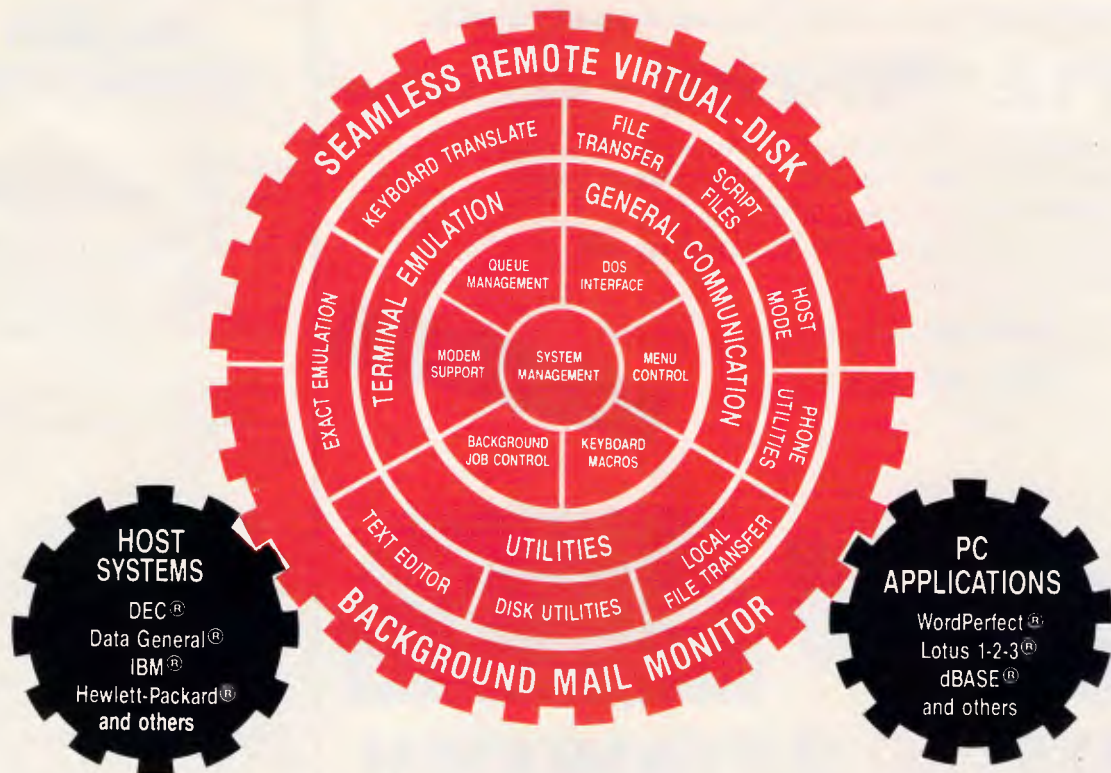 SEAMLESS REMOTE VIRTUAL-DISK
KEYBOARD TRANSLATE
FILE
TRANSFER
SCRIPT
FILES
HOST
MODE
PHONE
UTILITIES
EXACT EMULATION
TERMINAL EMULATION
GENERAL COMMUNICATION
QUEUE
MANAGEMENT
DOS
INTERFACE
MODEM
SUPPORT
SYSTEM
MANAGEMENT
MENU
CONTROL
BACKGROUND
JOB CONTROL
KEYBOARD
MACROS
UTILITIES
TEXT EDITOR
DISK UTILITIES
LOCAL
FILE TRANSFER
BACKGROUND MAIL MONITOR
HOST
SYSTEMS
DEC®
Data General®
IBM®
Hewlett-Packard®
and others
PC
APPLICATIONS
WordPerfect®
Lotus 1-2-3®
dBASE®
and others